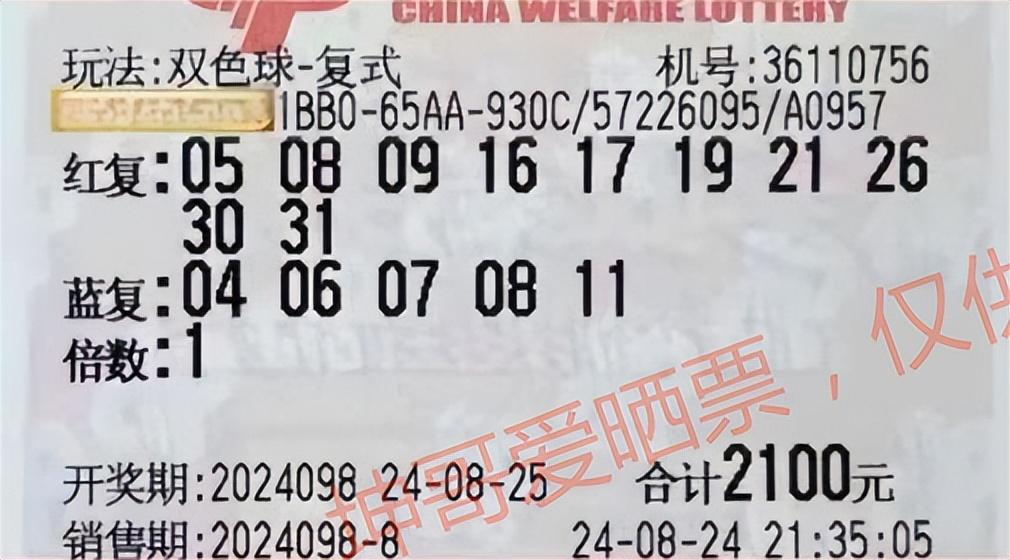 CHINA WELFARE LOTTERY
玩法:双色球-复式 机号:36110756
1BB0-65AA-930C/57226095/A0957
红复:05 08 09 16 17 19 21 26
30 31
蓝复:04 06 07 08 11
倍数:1
坤哥爱晒票，仅供
开奖期:2024098 24-08-25 合计2100元
销售期:2024098-8 24-08-24 21:35:05